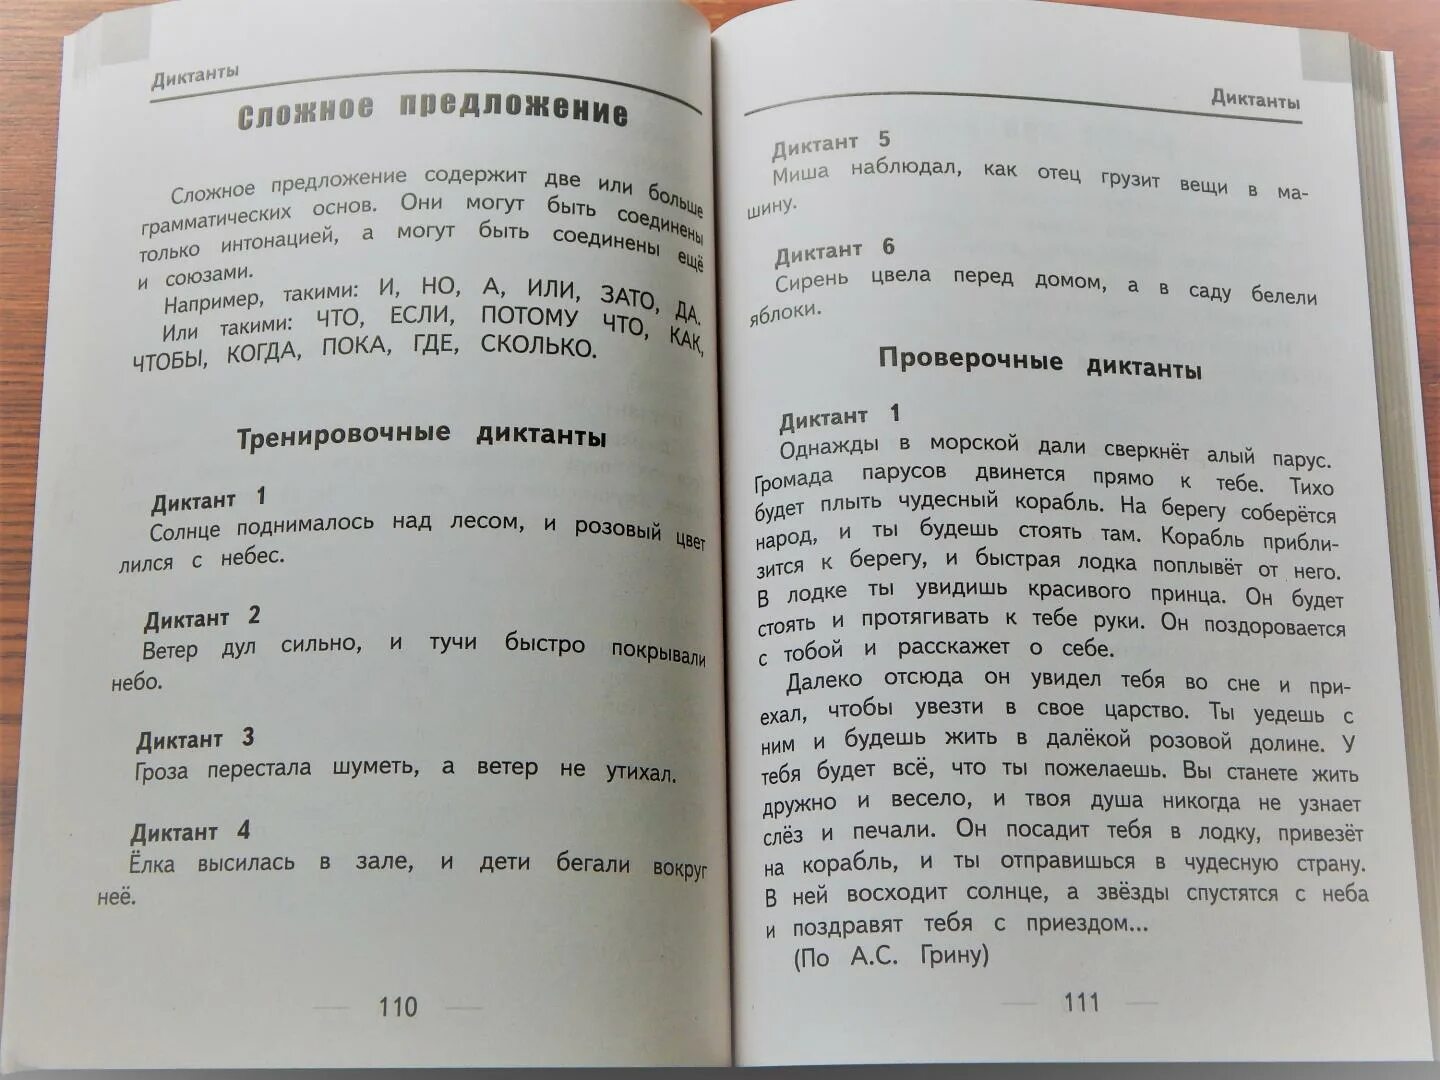 Диктанты
Сложное предложение
Сложное предложение содержит две или больше
грамматических основ. Они могут быть соединены
только интонацией, а могут быть соединены ещё
и союзами.
Например, такими: И, НО, А, ИЛИ, ЗАТО, ДА.
Или такими: ЧТО, ЕСЛИ, ПОТОМУ ЧТО, КАК,
ЧТОБЫ, КОГДА, ПОКА, ГДЕ, СКОЛЬКО.
Тренировочные диктанты
Диктант 1
Солнце поднималось над лесом, и розовый цвет
лился с небес.
Диктант 2
Ветер дул сильно, и тучи быстро покрывали
небо.
Диктант 3
Гроза перестала шуметь, а ветер не утихал.
Диктант 4
Ёлка высилась в зале, и дети бегали вокруг
неё.
110
Диктанты
Диктант 5
Миша наблюдал, как отец грузит вещи в ма-
шину.
Диктант 6
Сирень цвела перед домом, а в саду белели
яблоки.
Проверочные диктанты
Диктант 1
Однажды в морской дали сверкнёт алый парус.
Громада парусов двинется прямо к тебе. Тихо
будет плыть чудесный корабль. На берегу соберётся
народ, и ты будешь стоять там. Корабль прибли-
зится к берегу, и быстрая лодка поплывёт от него.
В лодке ты увидишь красивого принца. Он будет
стоять и протягивать к тебе руки. Он поздоровается
с тобой и расскажет о себе.
Далеко отсюда он увидел тебя во сне и при-
ехал, чтобы увезти в свое царство. Ты уедешь с
ним и будешь жить в далёкой розовой долине. У
тебя будет всё, что ты пожелаешь. Вы станете жить
дружно и весело, и твоя душа никогда не узнает
слёз и печали. Он посадит тебя в лодку, привезёт
на корабль, и ты отправишься в чудесную страну.
В ней восходит солнце, а звёзды спустятся с неба
и поздравят тебя с приездом...
(По А.С. Грину)
111